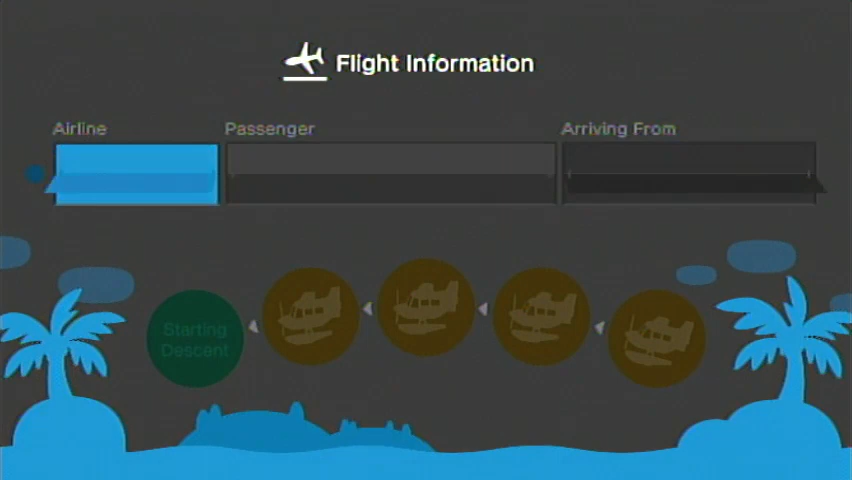 Flight Information
Airline
Passenger
Arriving From
Starting
Descent